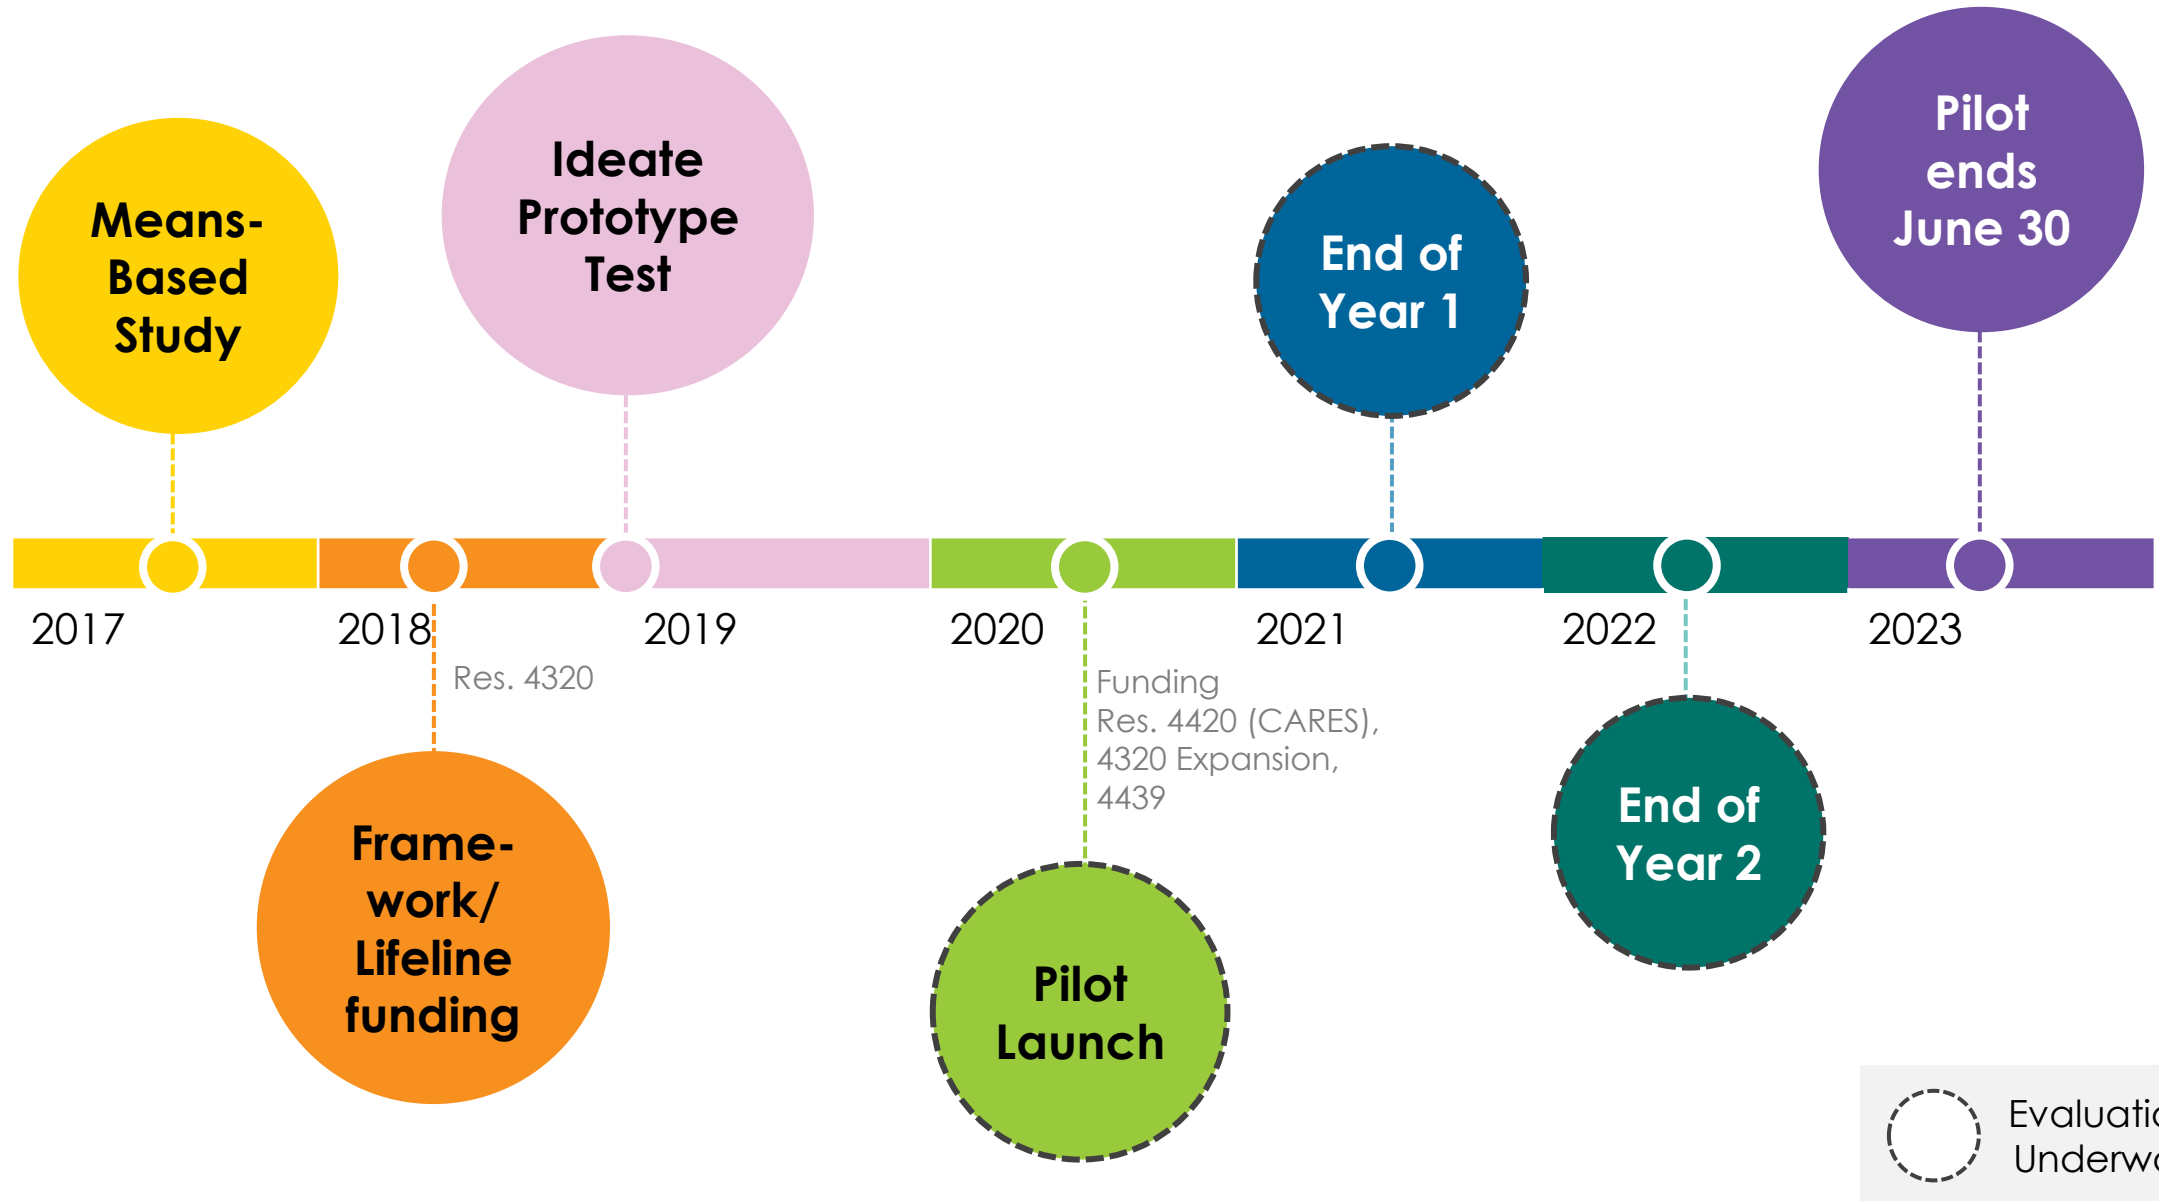 Means-
Based
Study
Ideate
Prototype
Test
End of
Year 1
Pilot
ends
June 30
2017
2018
2019
2020
2021
2022
2023
Res. 4320
Funding
Res. 4420 (CARES),
4320 Expansion,
4439
Frame-
work/
Lifeline
funding
Pilot
Launch
End of
Year 2